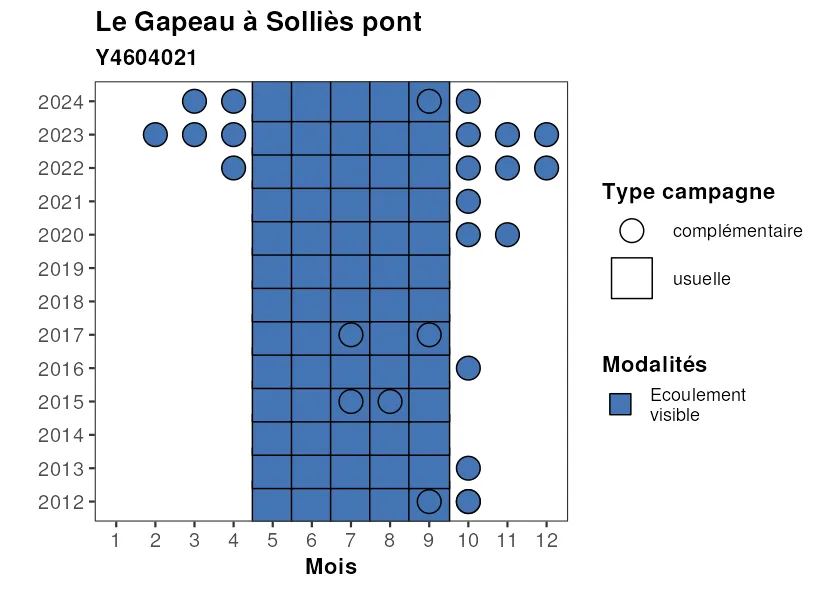 Le Gapeau à Solliès pont
Y4604021
2024
2023
2022
2021
2020
2019
2018
2017
2016
2015
2014
2013
2012
1 2 3 4 5 6 7 8 9 10 11 12
Mois
Type campagne
complémentaire
usuelle
Modalités
Ecoulement
visible